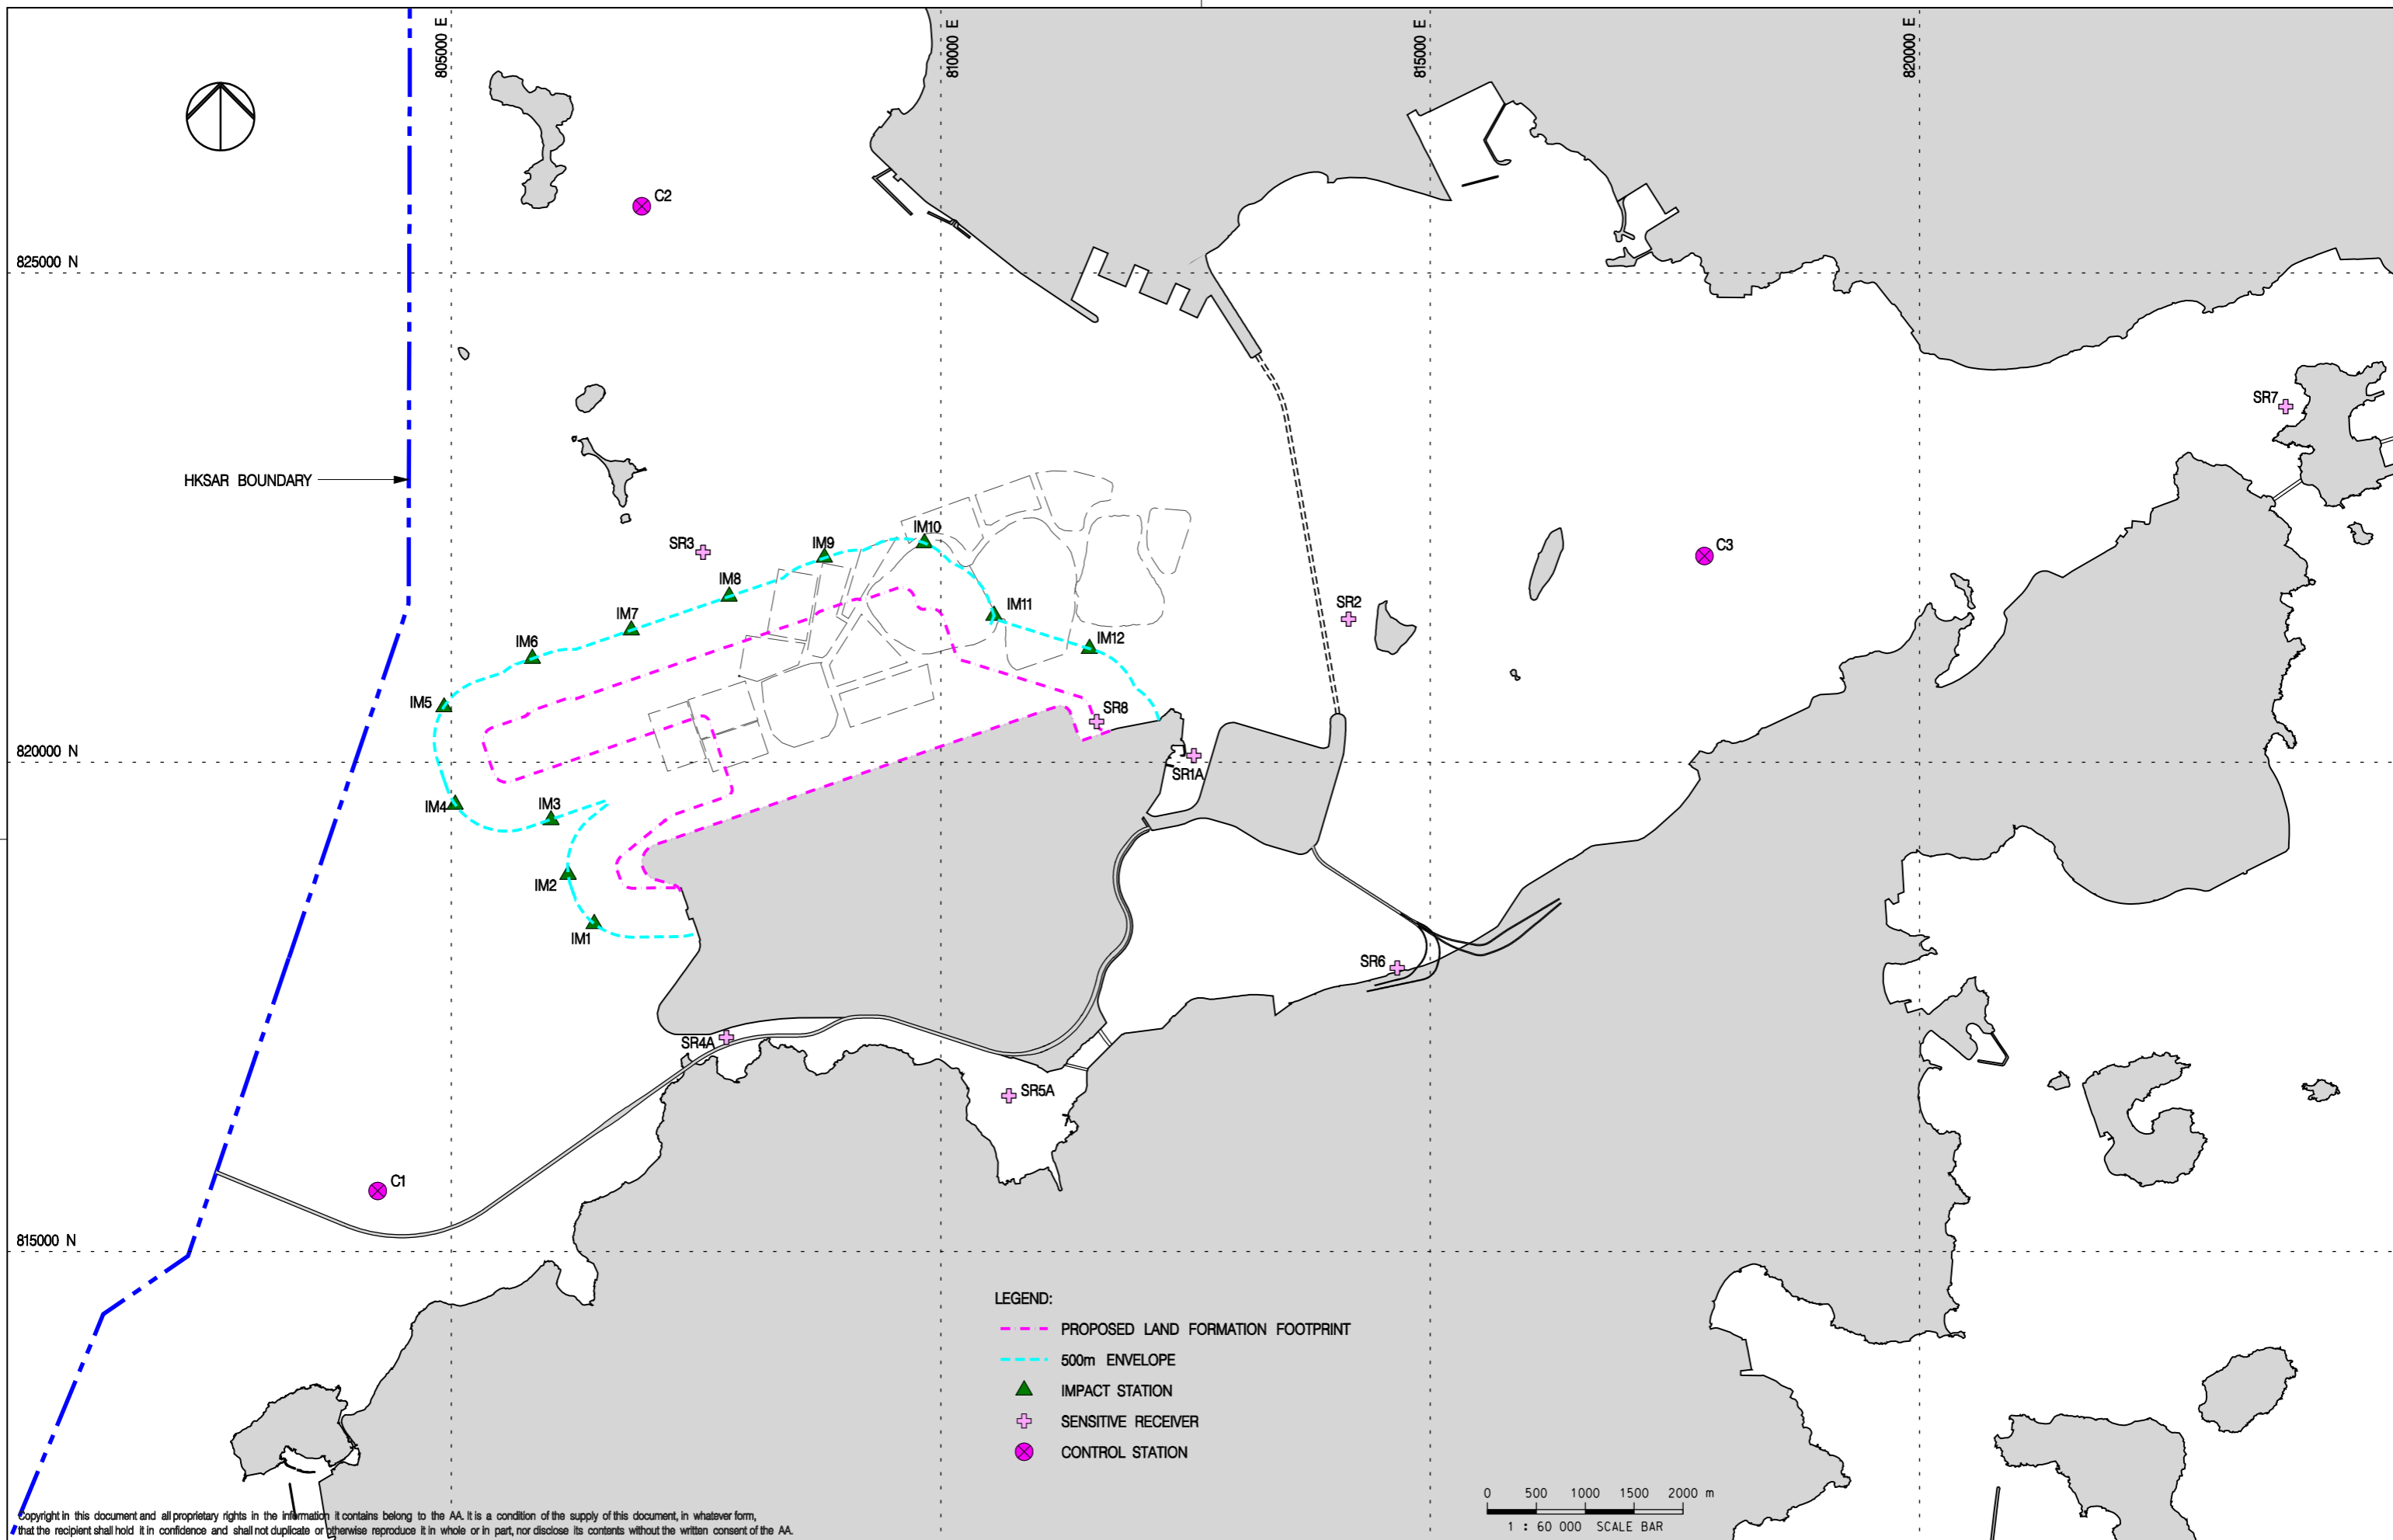 805000 E
810000 E
815000 E
820000 E
C2
825000 N
SR7
HKSAR BOUNDARY
IM10
SR3
IM9
C3
IM8
SR2
IM7
IM11
IM12
IM6
IM5
SR8
820000 N
SR1A
IM4
IM3
IM2
IM1
SR6
SR4A
SR5A
C1
815000 N
LEGEND:
PROPOSED LAND FORMATION FOOTPRINT
500m ENVELOPE
IMPACT STATION
SENSITIVE RECEIVER
CONTROL STATION
0 500 1000 1500 2000 m
1 : 60 000 SCALE BAR
Copyright in this document and all proprietary rights in the information it contains belong to the AA. It is a condition of the supply of this document, in whatever form,
that the recipient shall hold it in confidence and shall not duplicate or otherwise reproduce it in whole or in part, nor disclose its contents without the written consent of the AA.